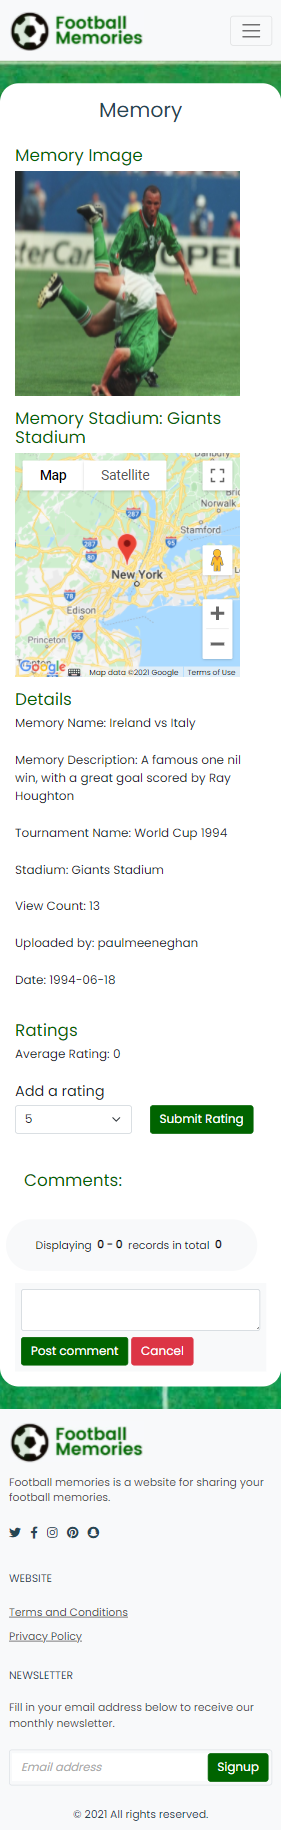 Football
Memories
Memory
Memory Image
sterCar
OPEL
Memory Stadium: Giants
Stadium
Map
Satellite
Danbury
Norwalk
Stamford
287
287
95
80
New York
Edison
95
Princeton
Google
Map data ©2021 Google
Terms of Use
Details
Memory Name: Ireland vs Italy
Memory Description: A famous one nil
win, with a great goal scored by Ray
Houghton
Tournament Name: World Cup 1994
Stadium: Giants Stadium
View Count: 13
Uploaded by: paulmeeneghan
Date: 1994-06-18
Ratings
Average Rating: 0
Add a rating
5
Submit Rating
Comments:
Displaying 0 - 0 records in total 0
Post comment
Cancel
Football
Memories
Football memories is a website for sharing your
football memories.
WEBSITE
Terms and Conditions
Privacy Policy
NEWSLETTER
Fill in your email address below to receive our
monthly newsletter.
Email address
Signup
© 2021 All rights reserved.